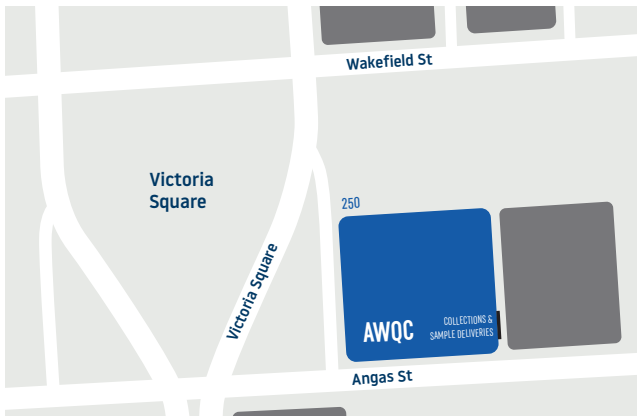 Wakefield St
Victoria
Square
250
Victoria Square
AWQC
COLLECTIONS &
SAMPLE DELIVERIES
Angas St